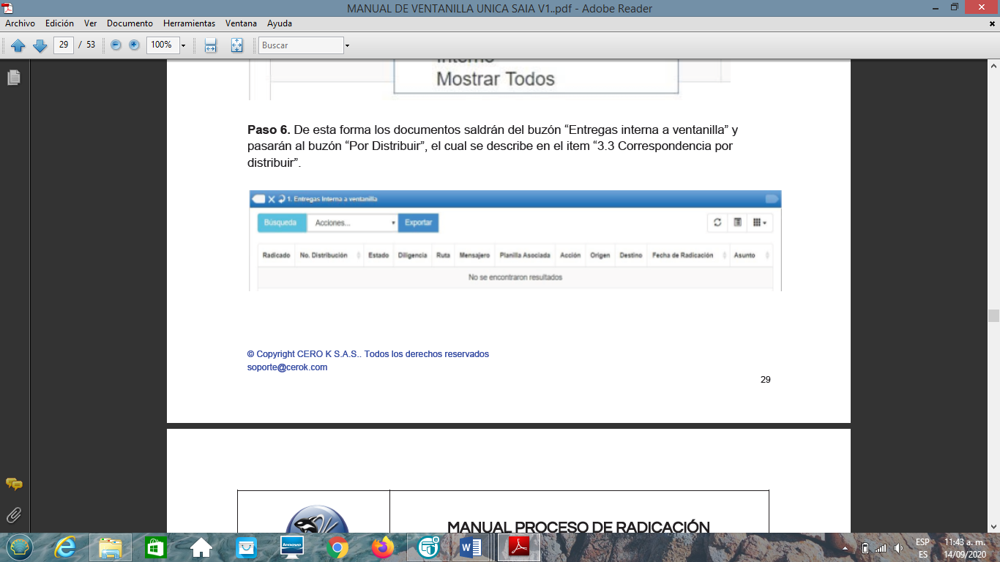 MANUAL DE VENTANILLA UNICA SAIA V1..pdf - Adobe Reader
Archivo Edición Ver Documento Herramientas Ventana Ayuda
29 / 53 100% Buscar
Mostrar Todos
Paso 6. De esta forma los documentos saldrán del buzón “Entregas interna a ventanilla” y
pasarán al buzón “Por Distribuir”, el cual se describe en el item “3.3 Correspondencia por
distribuir”.
1. Entregas Interna a ventanilla
Búsqueda Acciones... Exportar
Radicado No. Distribución Estado Diligencia Ruta Mensajero Planilla Asociada Acción Origen Destino Fecha de Radicación Asunto
No se encontraron resultados
© Copyright CERO K S.A.S.. Todos los derechos reservados
soporte@cerok.com
29
MANUAL PROCESO DE RADICACIÓN
ESP 11:43 a. m.
ES 14/09/2020